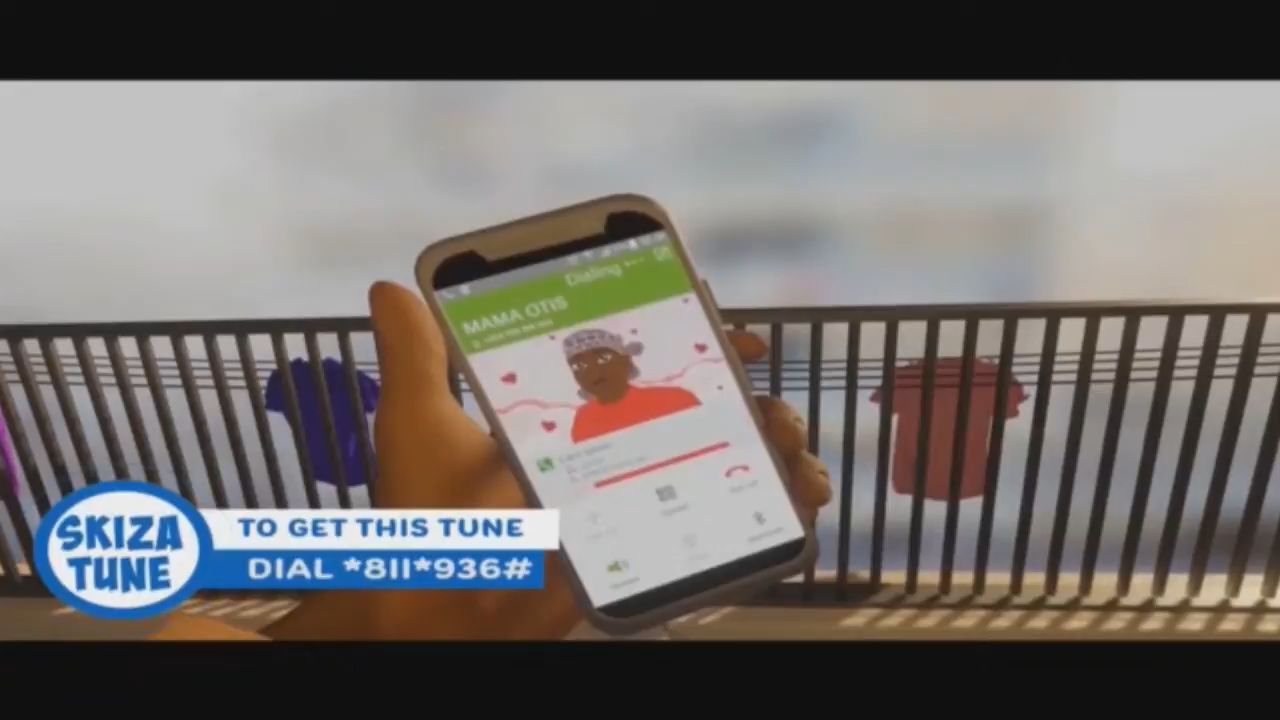 Dialing
MAMA OTIS
SKIZA
TUNE
TO GET THIS TUNE
DIAL *811*936#